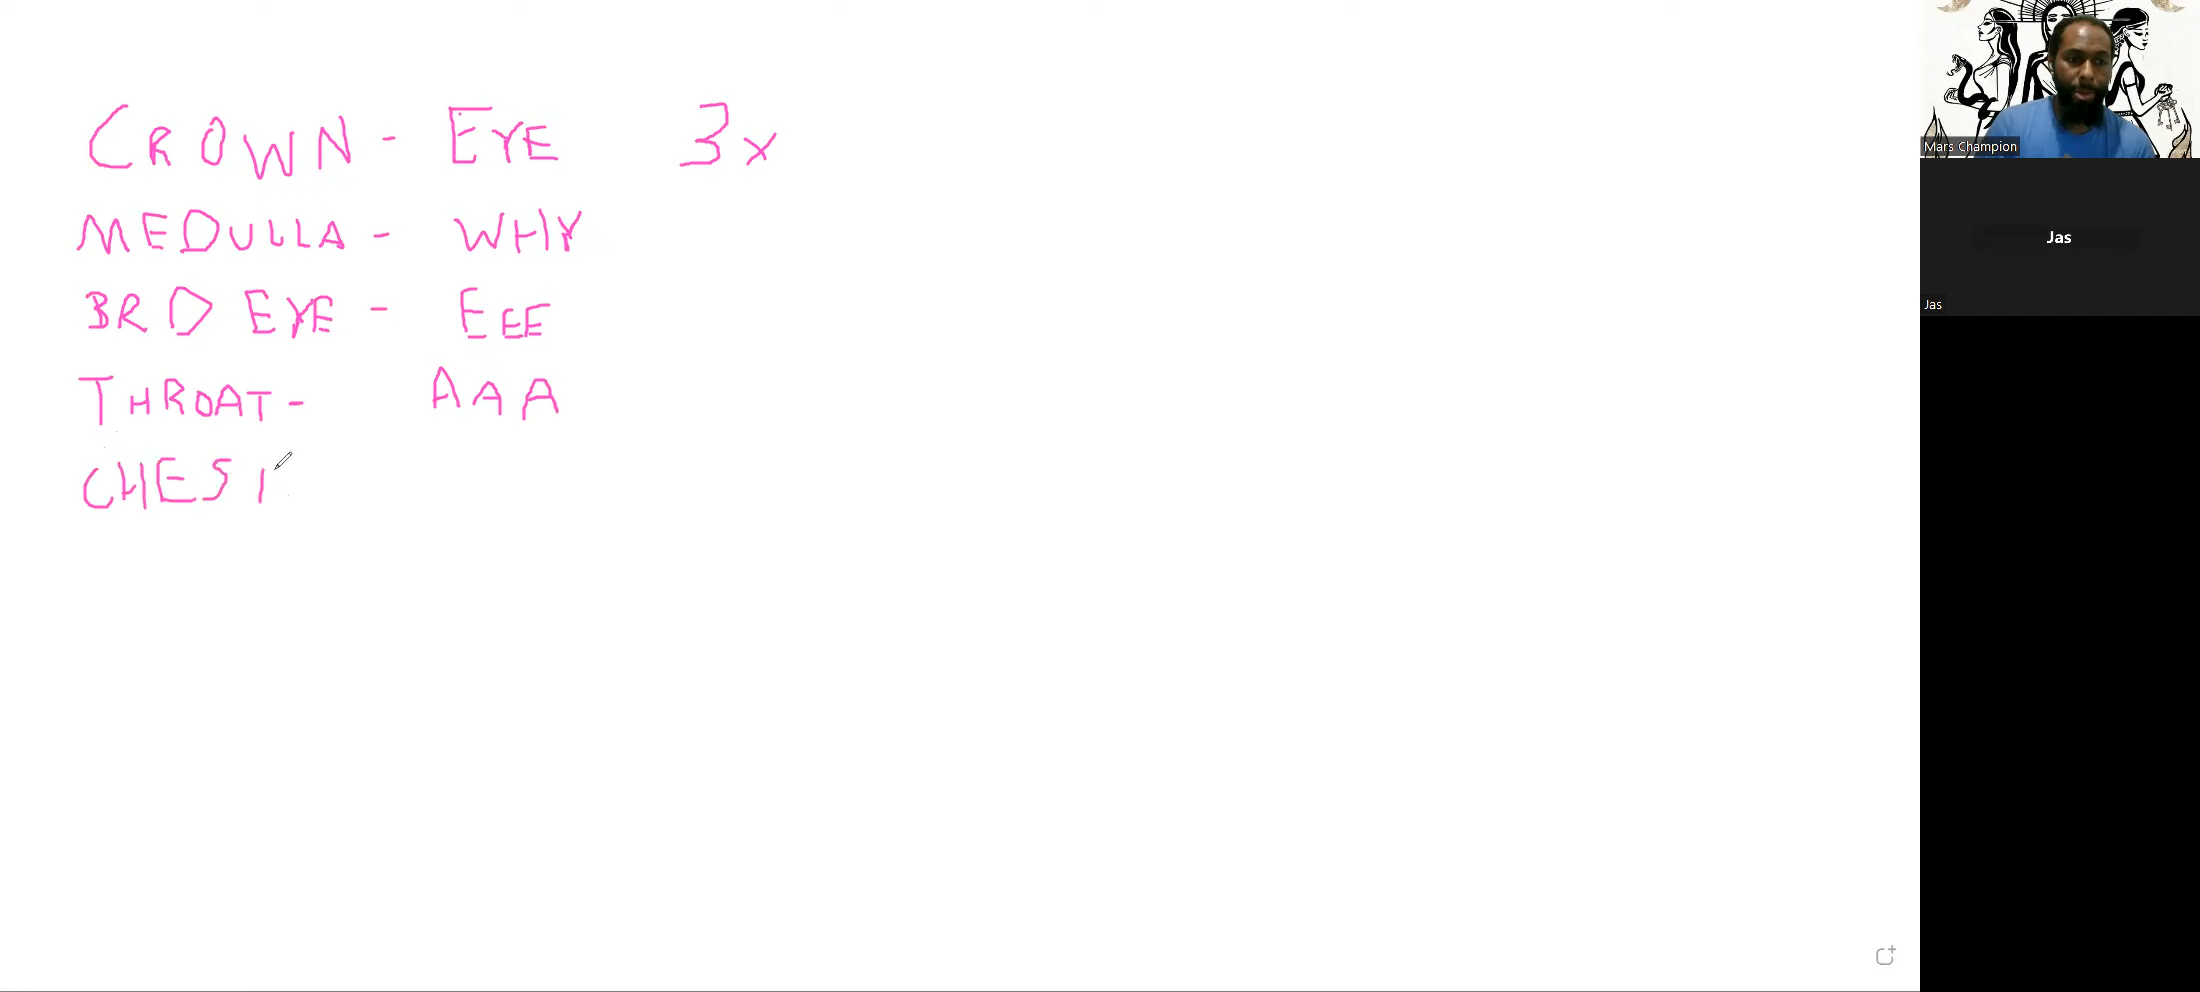 CROWN - EYE 3x
MEDULLA - WHY
3RD EYE - EEE
THROAT - AAA
CHEST
Mars Champion
Jas
Jas